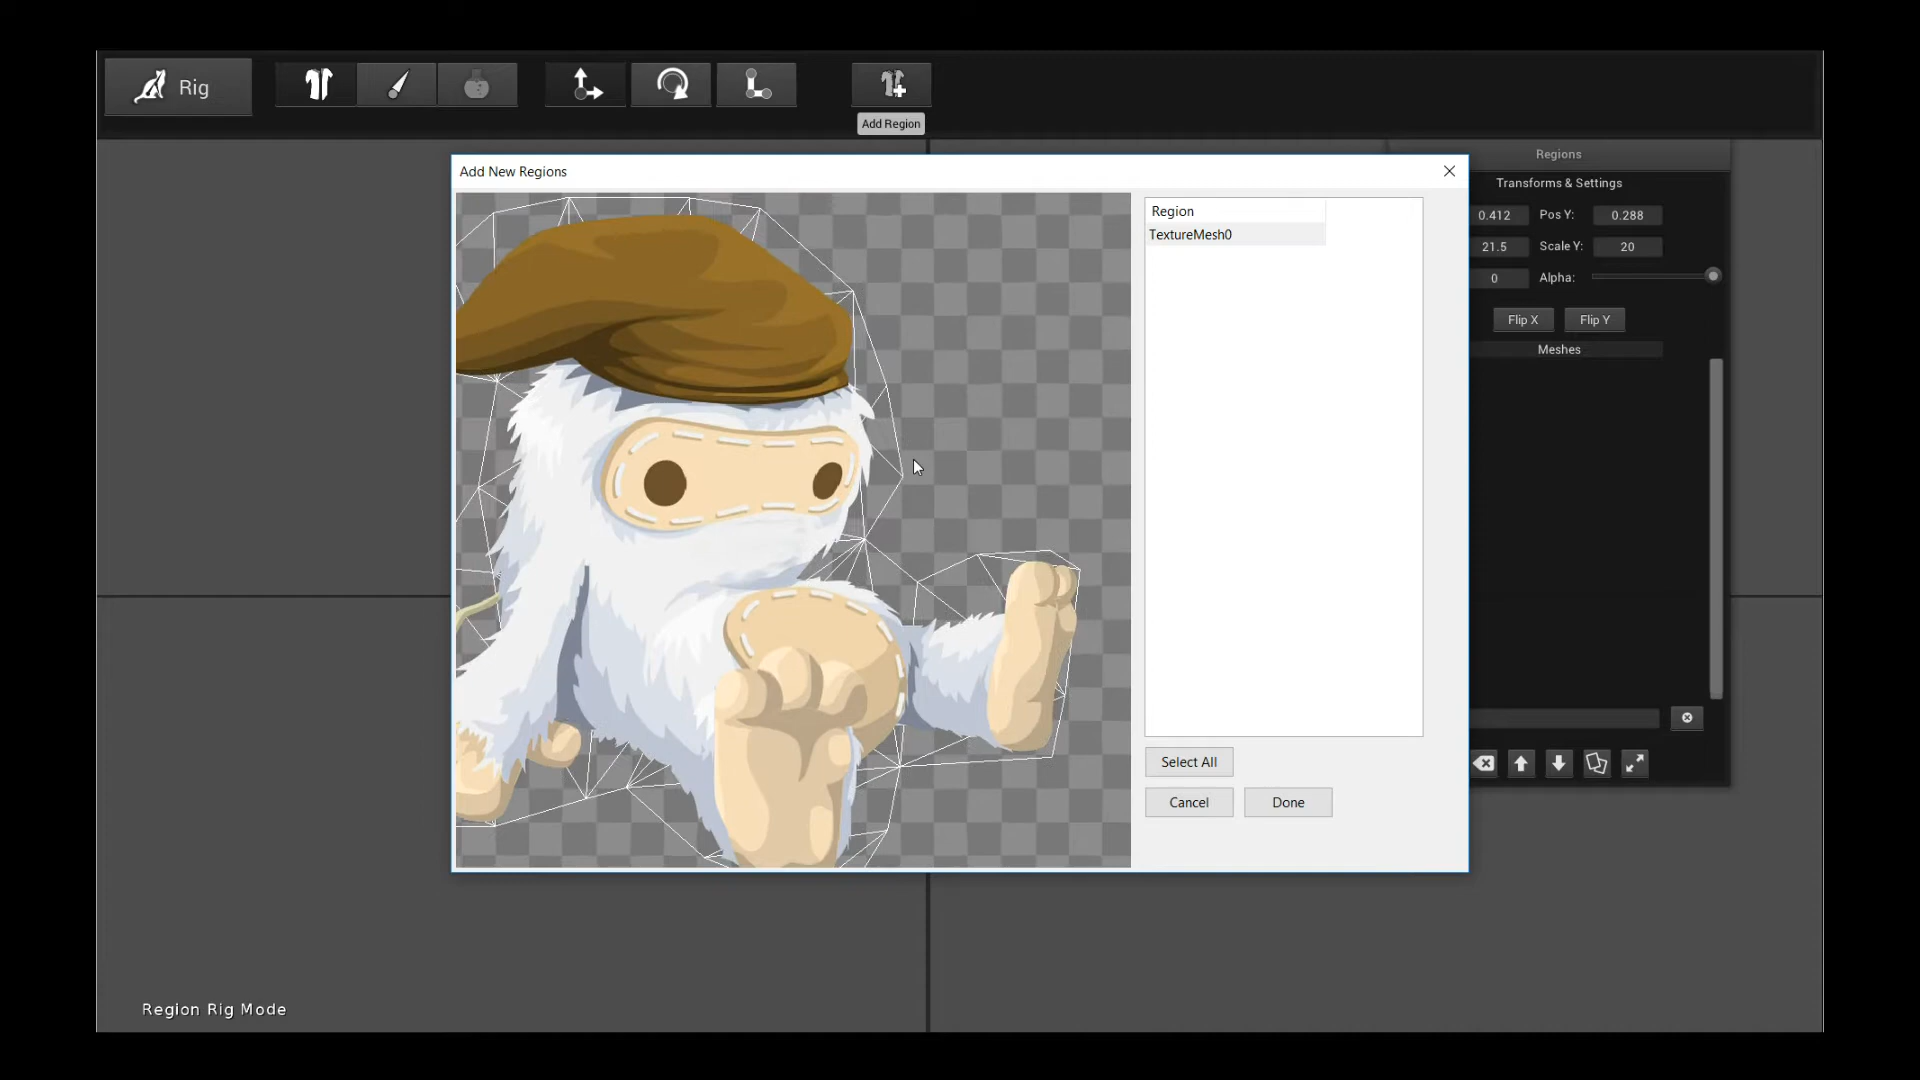 Rig
Add Region
Add New Regions
Region
TextureMesh0
Select All
Cancel
Done
Regions
Transforms & Settings
0.412 Pos Y: 0.288
21.5 Scale Y: 20
0 Alpha:
Flip X Flip Y
Meshes
Region Rig Mode